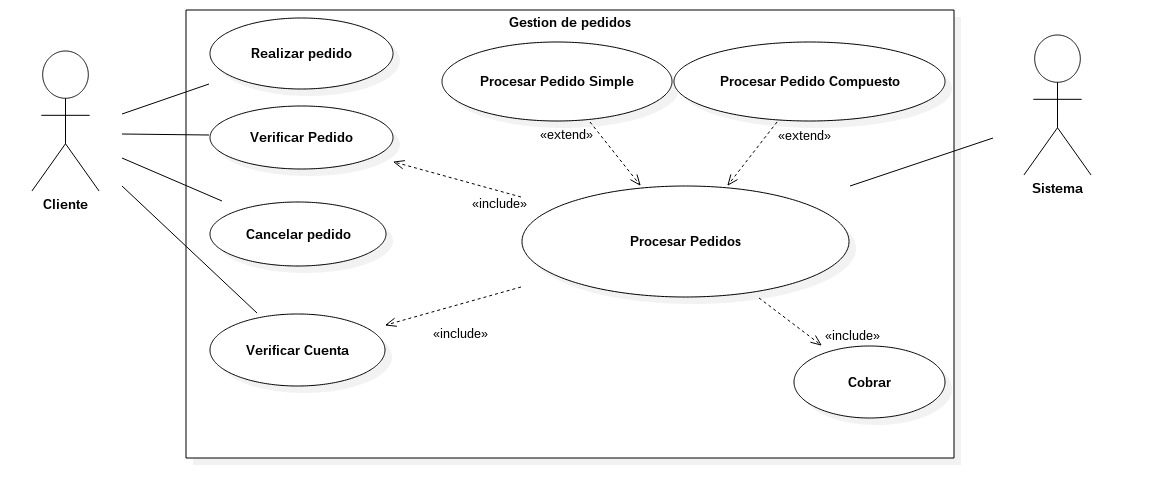 Gestion de pedidos
Realizar pedido
Procesar Pedido Simple
Procesar Pedido Compuesto
Verificar Pedido
«extend»
«extend»
Cliente
Sistema
«include»
Cancelar pedido
Procesar Pedidos
«include»
«include»
Verificar Cuenta
Cobrar